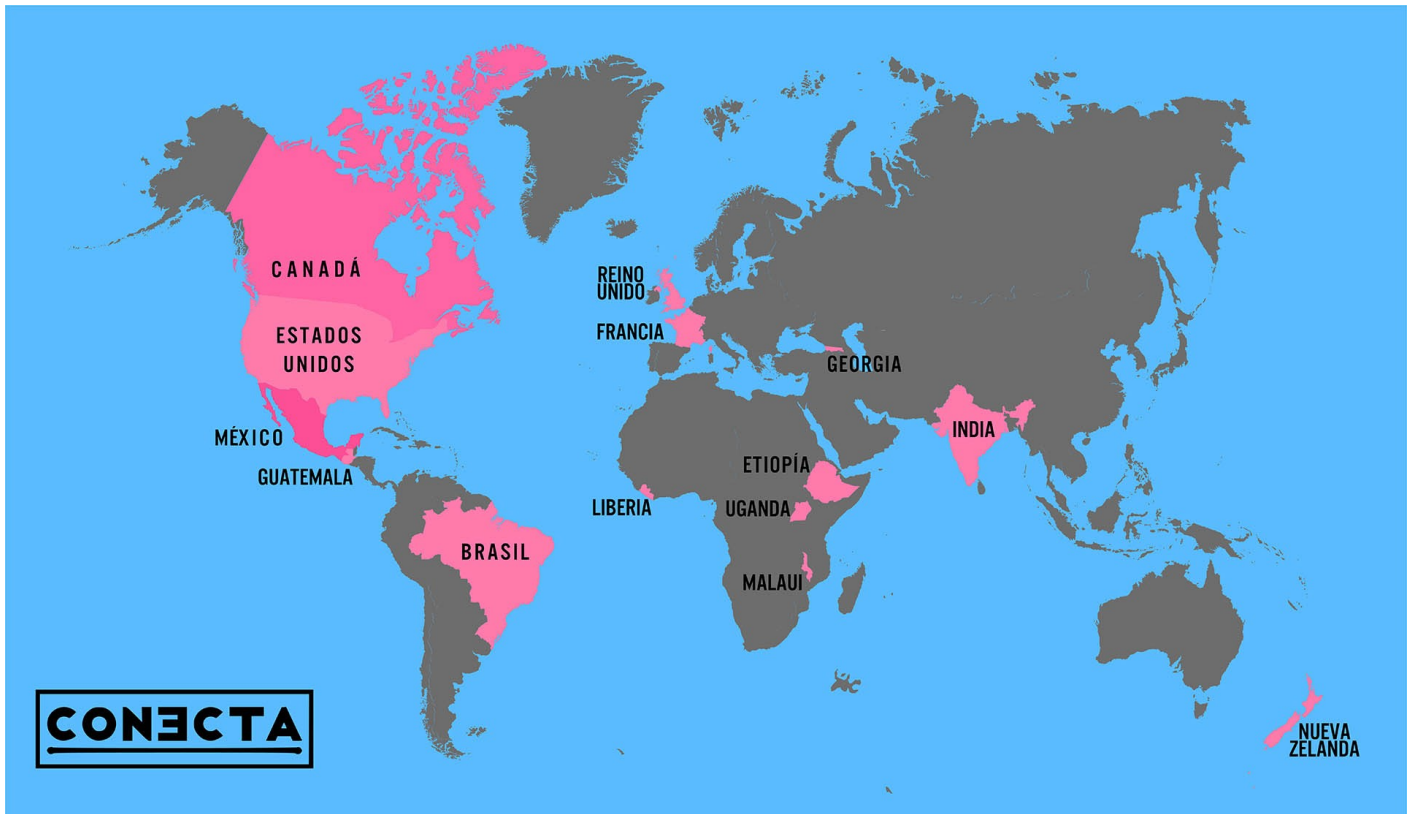 CANADÁ
ESTADOS
UNIDOS
MÉXICO
GUATEMALA
BRASIL
REINO
UNIDO
FRANCIA
GEORGIA
INDIA
ETIOPÍA
LIBERIA
UGANDA
MALAUI
NUEVA
ZELANDA
CONECTA